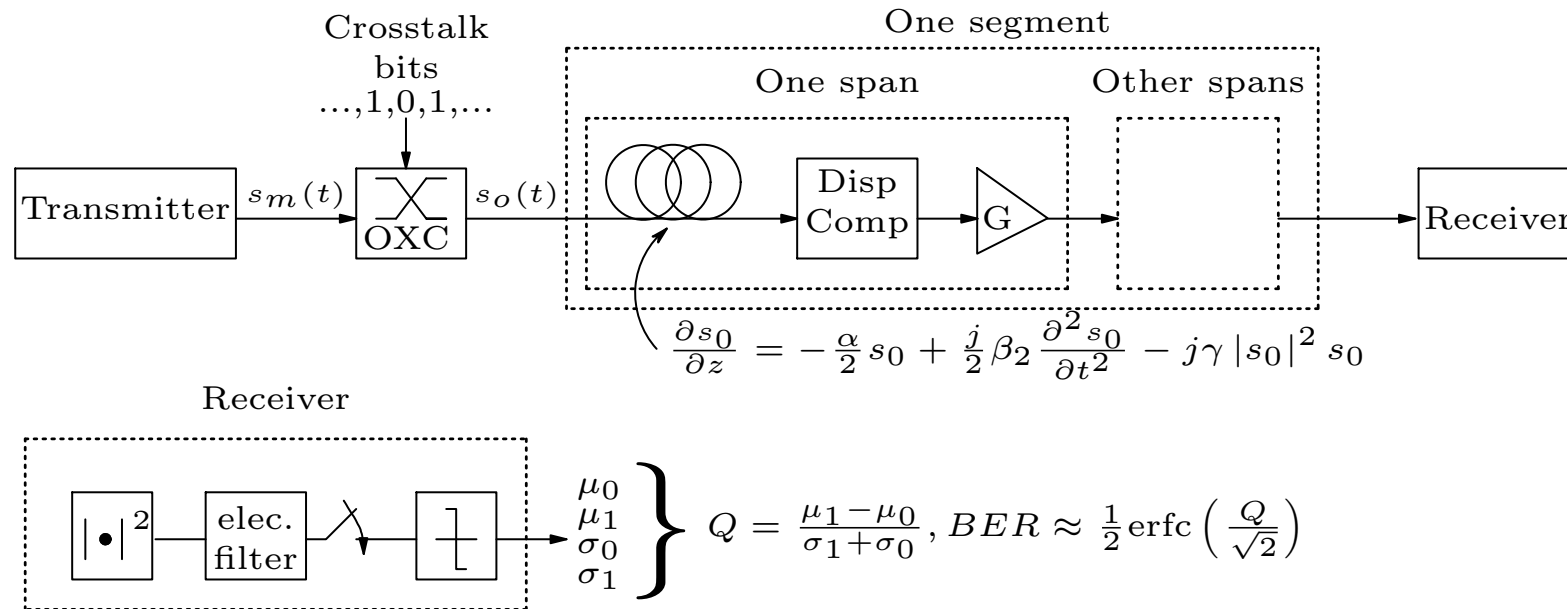 One segment
Crosstalk
bits
...,1,0,1,...
One span
Other spans
Transmitter
s_m(t)
OXC
s_o(t)
Disp
Comp
G
Receiver
∂s_0/∂z = −α/2 s_0 + j/2 β_2 ∂²s_0/∂t² − jγ |s_0|² s_0
Receiver
|•|²
elec.
filter
μ_0
μ_1
σ_0
σ_1
Q = (μ_1−μ_0)/(σ_1+σ_0), BER ≈ 1/2 erfc(Q/√2)